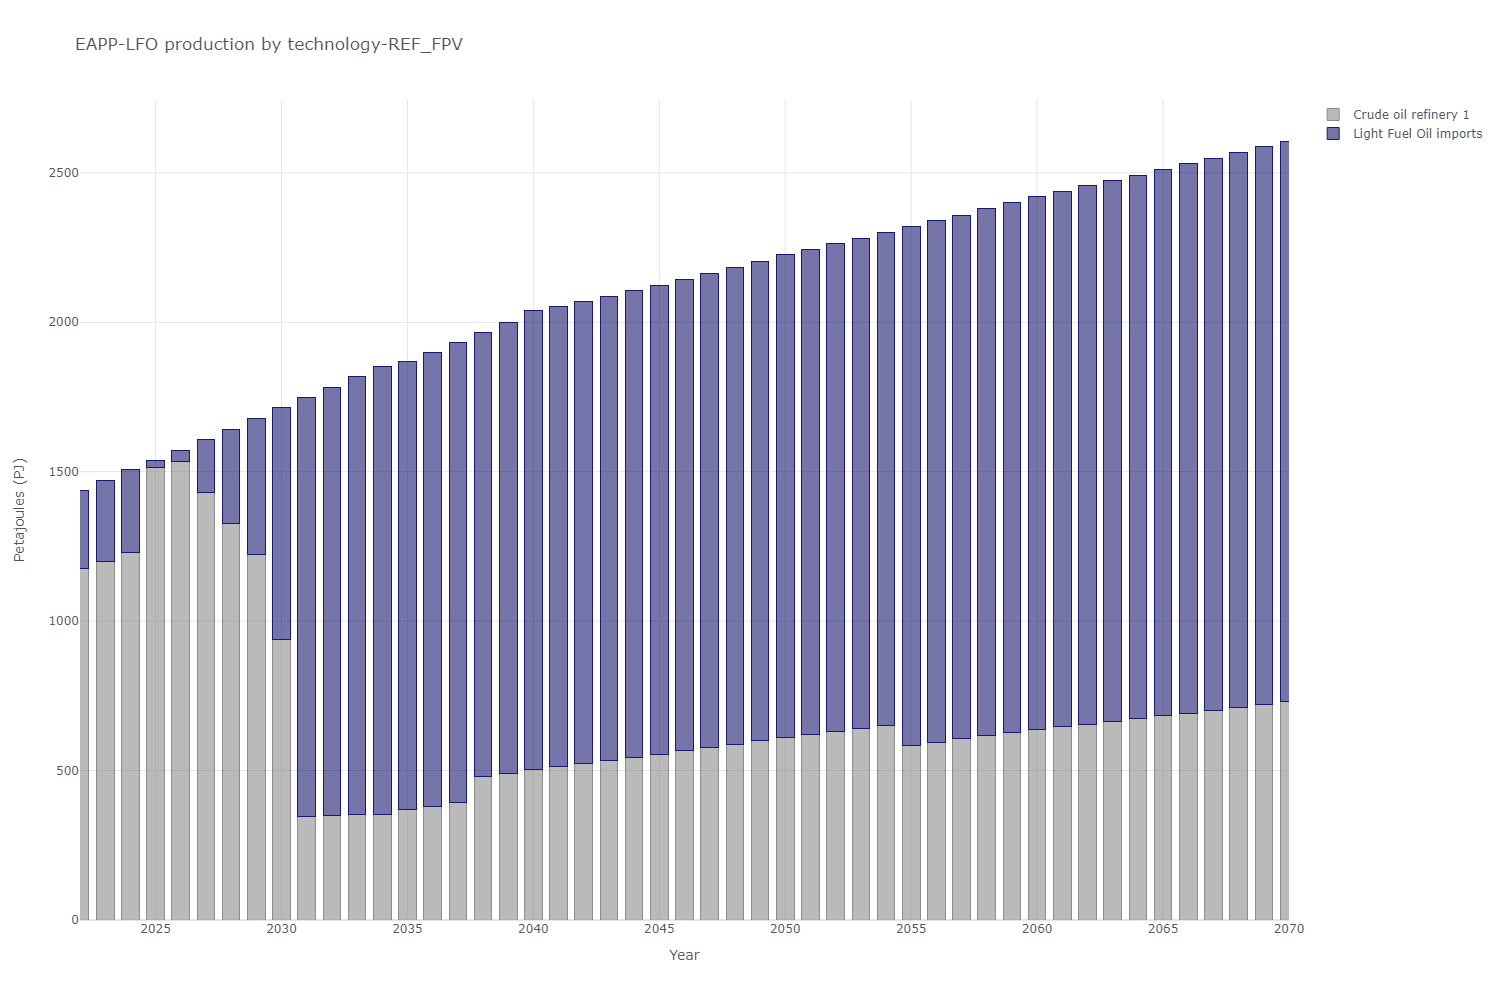 EAPP-LFO production by technology-REF_FPV
Crude oil refinery 1
Light Fuel Oil imports
2500
2000
1500
1000
500
0
Petajoules (PJ)
2025 2030 2035 2040 2045 2050 2055 2060 2065 2070
Year